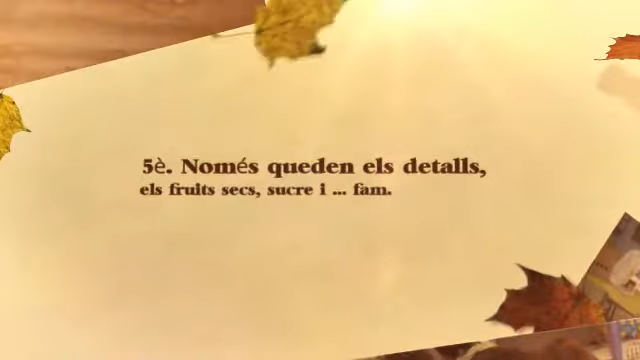 5è. Només queden els detalls,
els fruits secs, sucre i ... fam.